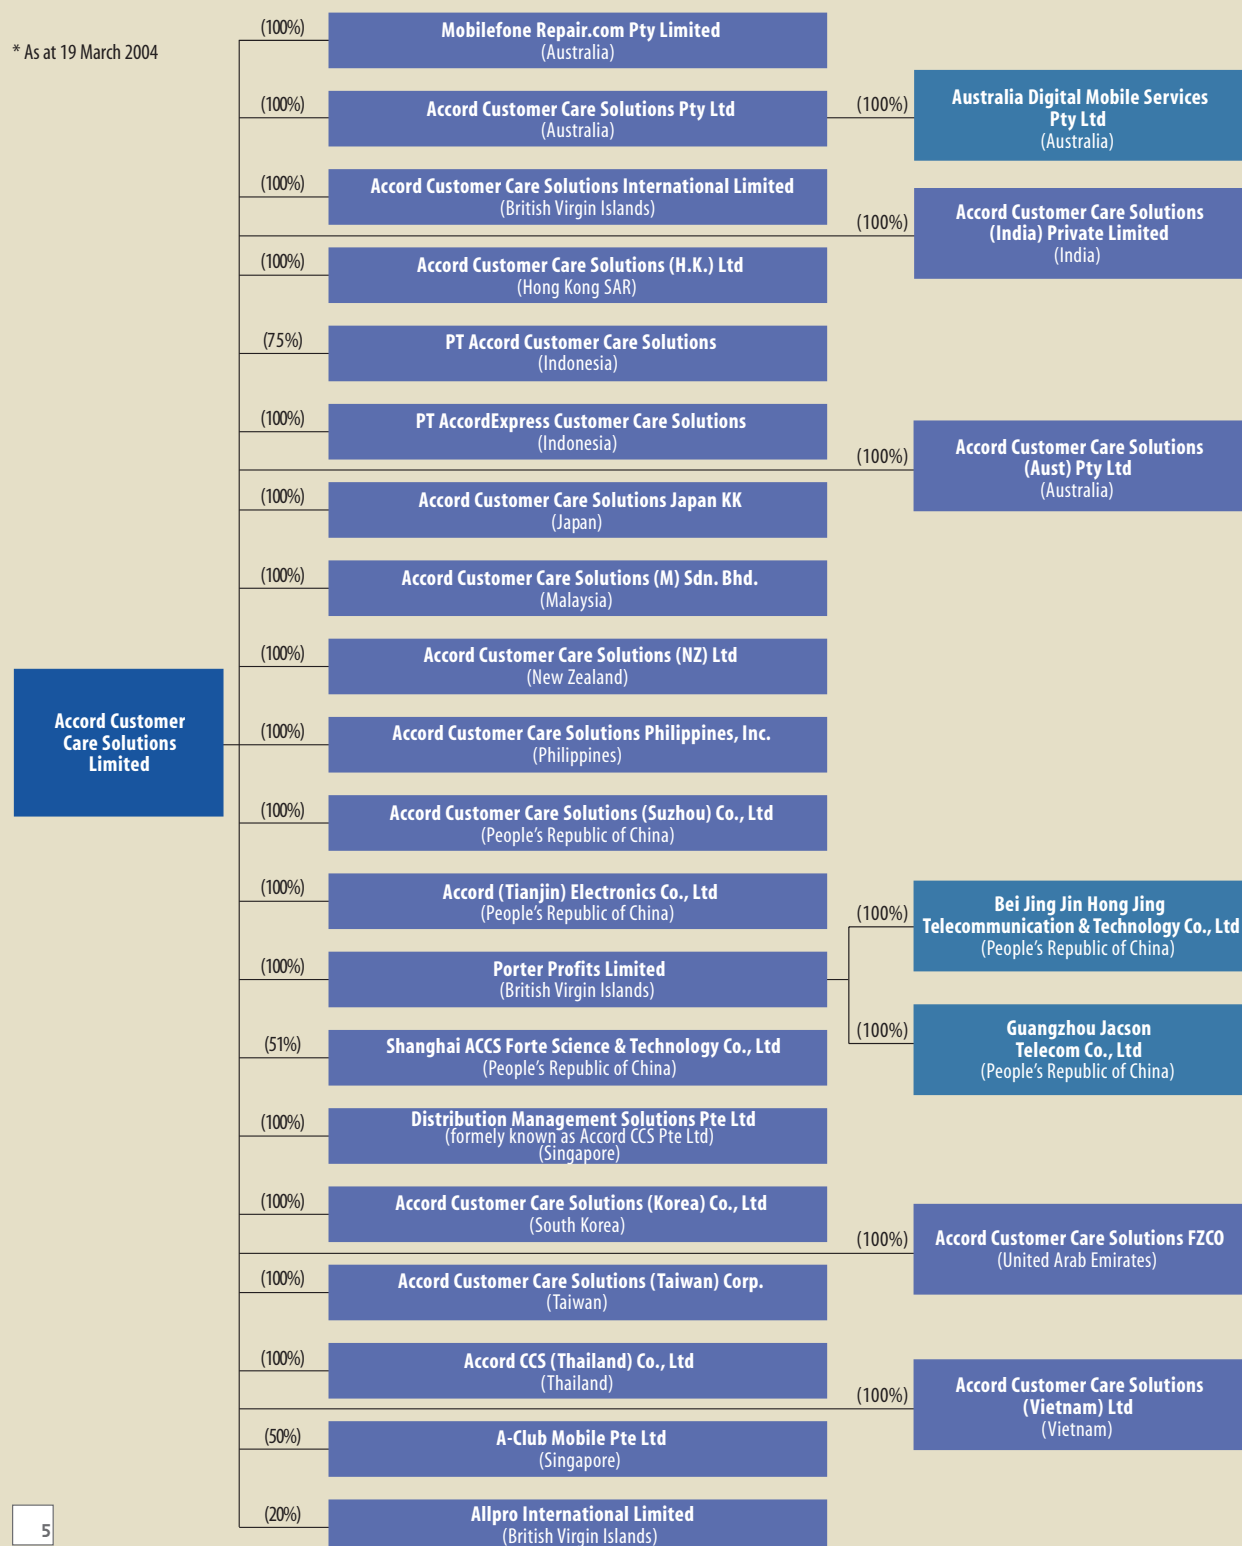 * As at 19 March 2004
(100%)
Mobilefone Repair.com Pty Limited
(Australia)
(100%)
Accord Customer Care Solutions Pty Ltd
(Australia)
(100%)
Australia Digital Mobile Services
Pty Ltd
(Australia)
(100%)
Accord Customer Care Solutions International Limited
(British Virgin Islands)
(100%)
Accord Customer Care Solutions
(India) Private Limited
(India)
(100%)
Accord Customer Care Solutions (H.K.) Ltd
(Hong Kong SAR)
(75%)
PT Accord Customer Care Solutions
(Indonesia)
(100%)
PT AccordExpress Customer Care Solutions
(Indonesia)
(100%)
Accord Customer Care Solutions
(Aust) Pty Ltd
(Australia)
(100%)
Accord Customer Care Solutions Japan KK
(Japan)
(100%)
Accord Customer Care Solutions (M) Sdn. Bhd.
(Malaysia)
(100%)
Accord Customer Care Solutions (NZ) Ltd
(New Zealand)
Accord Customer
Care Solutions
Limited
(100%)
Accord Customer Care Solutions Philippines, Inc.
(Philippines)
(100%)
Accord Customer Care Solutions (Suzhou) Co., Ltd
(People's Republic of China)
(100%)
Accord (Tianjin) Electronics Co., Ltd
(People's Republic of China)
(100%)
Bei Jing Jin Hong Jing
Telecommunication & Technology Co., Ltd
(People's Republic of China)
(100%)
Porter Profits Limited
(British Virgin Islands)
(100%)
Guangzhou Jacson
Telecom Co., Ltd
(People's Republic of China)
(51%)
Shanghai ACCS Forte Science & Technology Co., Ltd
(People's Republic of China)
(100%)
Distribution Management Solutions Pte Ltd
(formely known as Accord CCS Pte Ltd)
(Singapore)
(100%)
Accord Customer Care Solutions (Korea) Co., Ltd
(South Korea)
(100%)
Accord Customer Care Solutions FZCO
(United Arab Emirates)
(100%)
Accord Customer Care Solutions (Taiwan) Corp.
(Taiwan)
(100%)
Accord CCS (Thailand) Co., Ltd
(Thailand)
(100%)
Accord Customer Care Solutions
(Vietnam) Ltd
(Vietnam)
(50%)
A-Club Mobile Pte Ltd
(Singapore)
(20%)
Allpro International Limited
(British Virgin Islands)
5